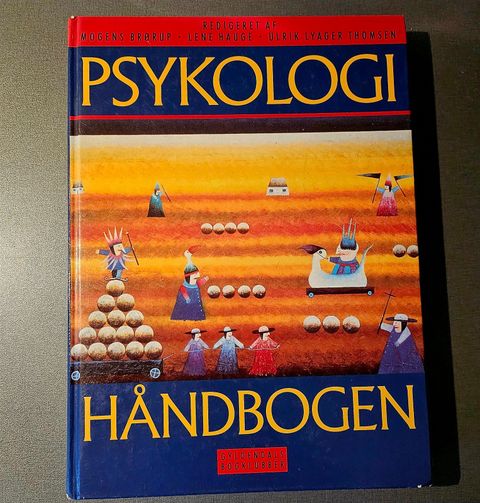 REDIGERET AF
MOGENS BRØRUP · LENE HAUGE · ULRIK LYAGER THOMSEN
PSYKOLOGI
HÅNDBOGEN
GYLDENDALS
BOGKLUBBER